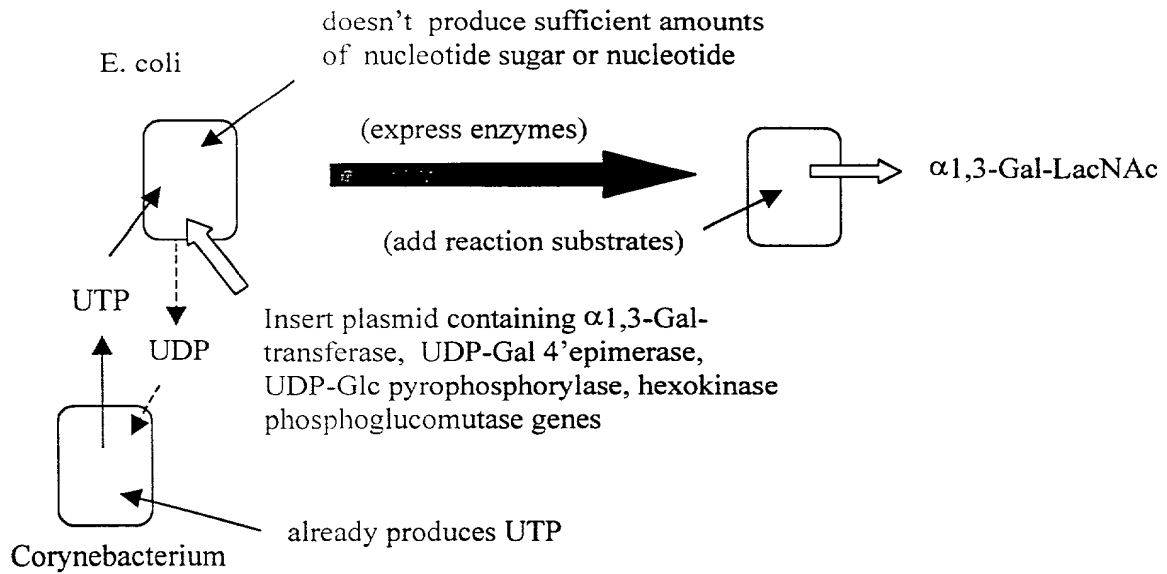 doesn't produce sufficient amounts
of nucleotide sugar or nucleotide
E. coli
(express enzymes)
α1,3-Gal-LacNAc
(add reaction substrates)
UTP
UDP
Insert plasmid containing α1,3-Gal-
transferase, UDP-Gal 4'epimerase,
UDP-Glc pyrophosphorylase, hexokinase
phosphoglucomutase genes
already produces UTP
Corynebacterium